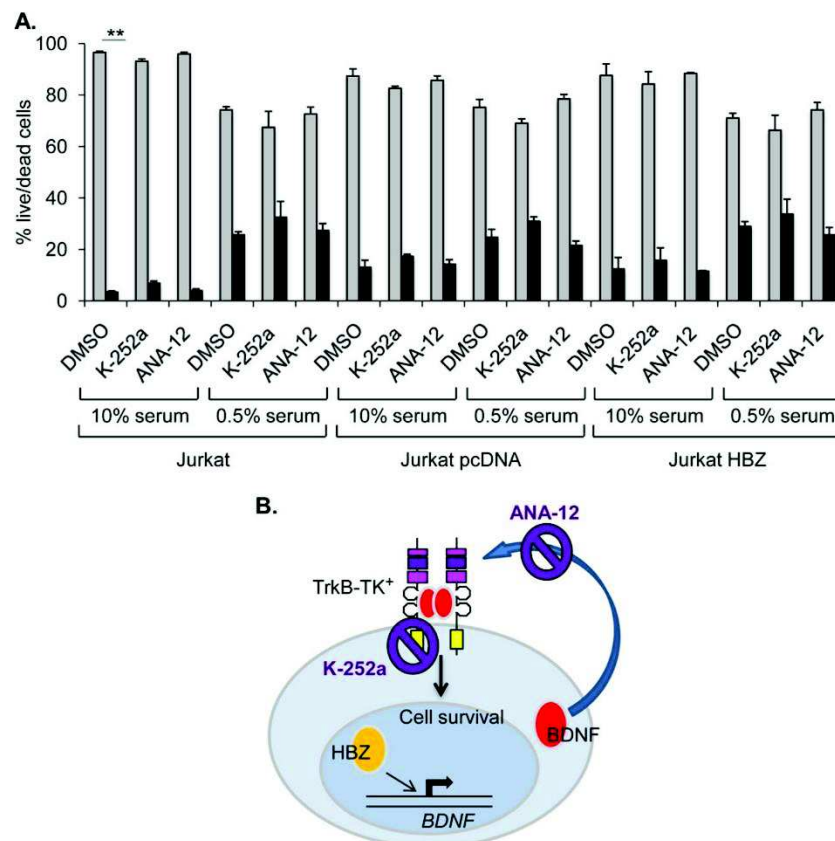 A.
**
% live/dead cells
100
80
60
40
20
0
DMSO K-252a ANA-12 DMSO K-252a ANA-12 DMSO K-252a ANA-12 DMSO K-252a ANA-12 DMSO K-252a ANA-12 DMSO K-252a ANA-12
10% serum 0.5% serum 10% serum 0.5% serum 10% serum 0.5% serum
Jurkat Jurkat pcDNA Jurkat HBZ
B.
ANA-12
TrkB-TK+
K-252a
Cell survival
BDNF
HBZ
BDNF